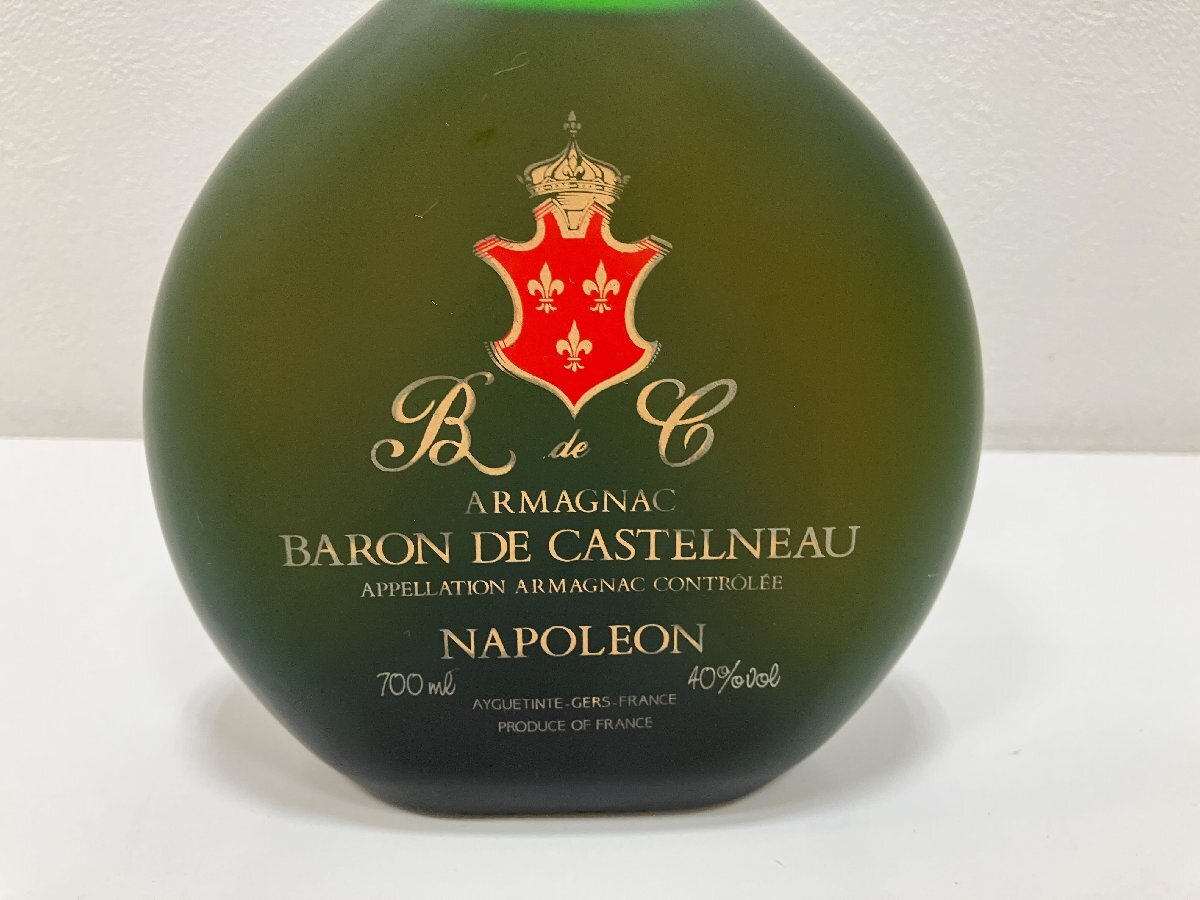 B de C
ARMAGNAC
BARON DE CASTELNEAU
APPELLATION ARMAGNAC CONTRÔLÉE
NAPOLEON
700 ml 40% vol
AYGUETINTE-GERS-FRANCE
PRODUCE OF FRANCE